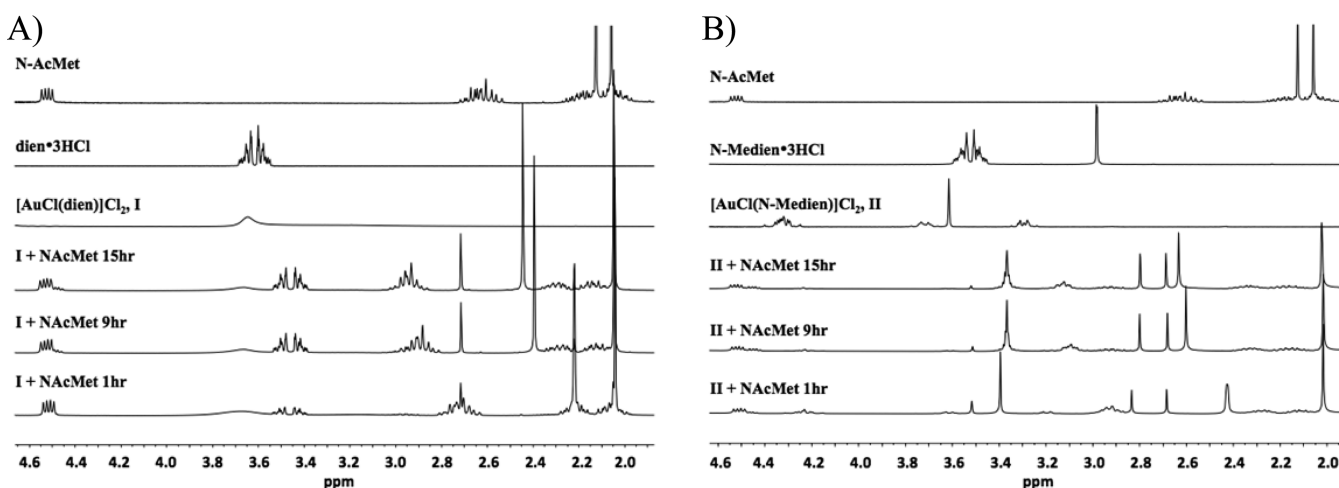 A)
N-AcMet
dien•3HCl
[AuCl(dien)]Cl₂, I
I + NAcMet 15hr
I + NAcMet 9hr
I + NAcMet 1hr
4.6 4.4 4.2 4.0 3.8 3.6 3.4 3.2 3.0 2.8 2.6 2.4 2.2 2.0
ppm
B)
N-AcMet
N-Medien•3HCl
[AuCl(N-Medien)]Cl₂, II
II + NAcMet 15hr
II + NAcMet 9hr
II + NAcMet 1hr
4.6 4.4 4.2 4.0 3.8 3.6 3.4 3.2 3.0 2.8 2.6 2.4 2.2 2.0
ppm